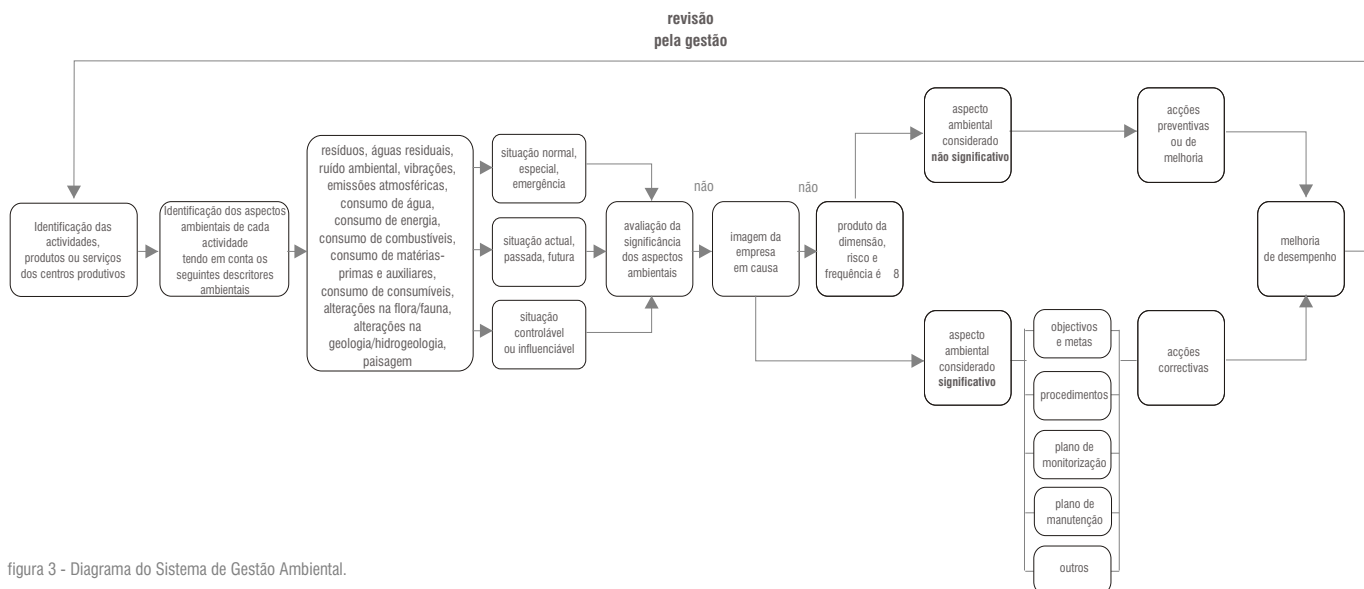 revisão
pela gestão
Identificação das
actividades,
produtos ou serviços
dos centros produtivos
Identificação dos aspectos
ambientais de cada
actividade
tendo em conta os
seguintes descritores
ambientais
resíduos, águas residuais,
ruído ambiental, vibrações,
emissões atmosféricas,
consumo de água,
consumo de energia,
consumo de combustíveis,
consumo de matérias-
primas e auxiliares,
consumo de consumíveis,
alterações na flora/fauna,
alterações na
geologia/hidrogeologia,
paisagem
situação normal,
especial,
emergência
situação actual,
passada, futura
situação
controlável
ou influenciável
avaliação da
significância
dos aspectos
ambientais
não
imagem da
empresa
em causa
não
produto da
dimensão,
risco e
frequência é 8
aspecto
ambiental
considerado
não significativo
acções
preventivas
ou de
melhoria
aspecto
ambiental
considerado
significativo
objectivos
e metas
procedimentos
plano de
monitorização
plano de
manutenção
outros
acções
correctivas
melhoria
de desempenho
figura 3 - Diagrama do Sistema de Gestão Ambiental.